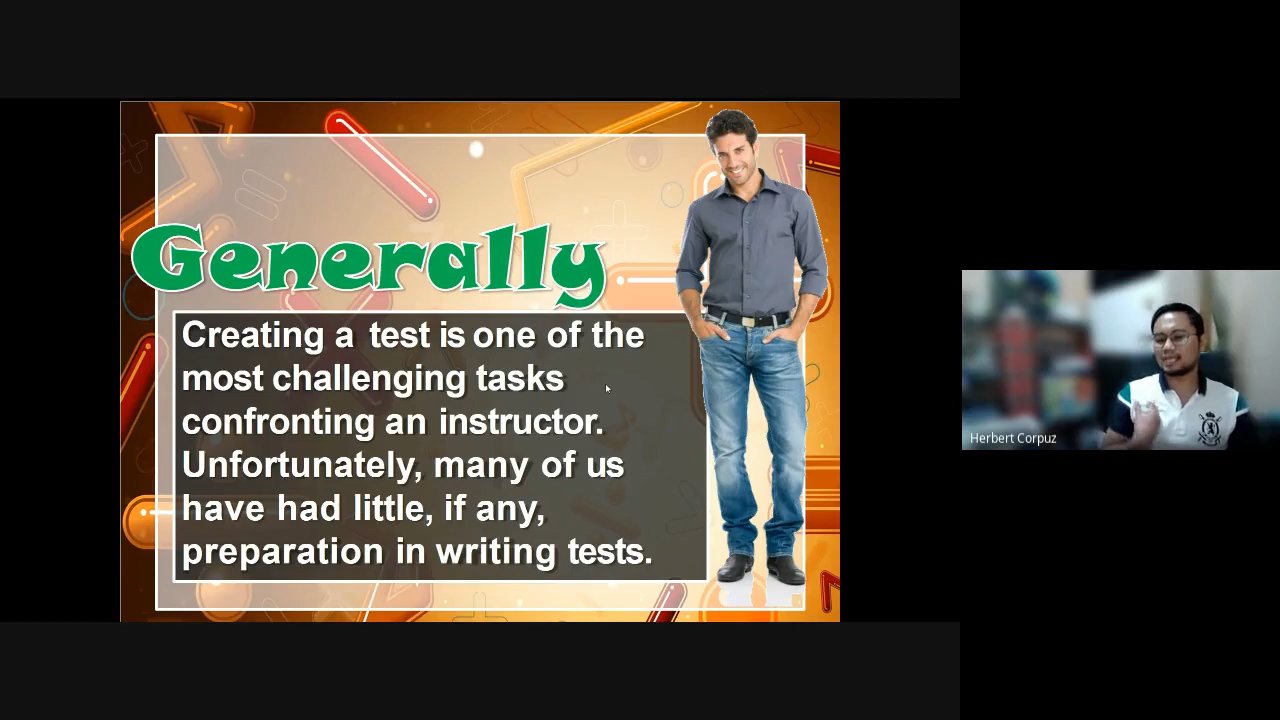 Generally
Creating a test is one of the
most challenging tasks
confronting an instructor.
Unfortunately, many of us
have had little, if any,
preparation in writing tests.
Herbert Corpuz